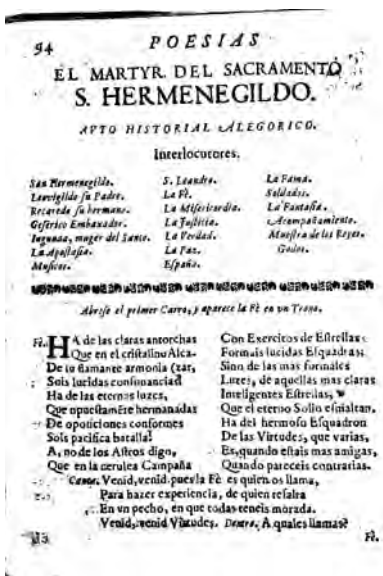 94 POESIAS
EL MARTYR DEL SACRAMENTO
S. HERMENEGILDO.
AVTO HISTORIAL ALEGORICO.
Interlocutores.
San Hermenegildo.
Leovigildo su Padre.
Recaredo su hermano.
Geserico Embaxador.
Ingunda, muger del Santo.
La Apostasia.
Musicos.
S. Leandro.
La Fè.
La Misericordia.
La Justicia.
La Verdad.
La Paz.
España.
La Fama.
Soldados.
La Fantasia.
Acompañamiento.
Muestra de los Reyes
Godos.
Abrese el primer Carro, y aparece la Fè en un Trono.
Fè. HA de las claras antorchas
Que en el cristalino Alca-
De su flamante armonia (zar,
Sois lucidas consonancias!
Ha de las eternas luzes,
Que opuestamẽte hermanadas
De oposiciones conformes
Sois pacifica batalla!
A, no de los Astros digo,
Que en la cerulea Campaña
Con Exercitos de Estrellas
Formais lucidas Esquadras;
Sino de las mas formales
Luzes, de aquellas mas claras
Inteligentes Estrellas,
Que el eterno Solio esmaltan.
Ha del hermoso Esquadron
De las Virtudes, que varias,
Es, quando estais mas amigas,
Quando pareceis contrarias.
Canta. Venid, venid, pues la Fè es quien os llama,
Para hazer experiencia, de quien resalta
En vn pecho, en que todas teneis morada.
Venid, venid Virtudes. Dentro. A quales llamas?
Fè.